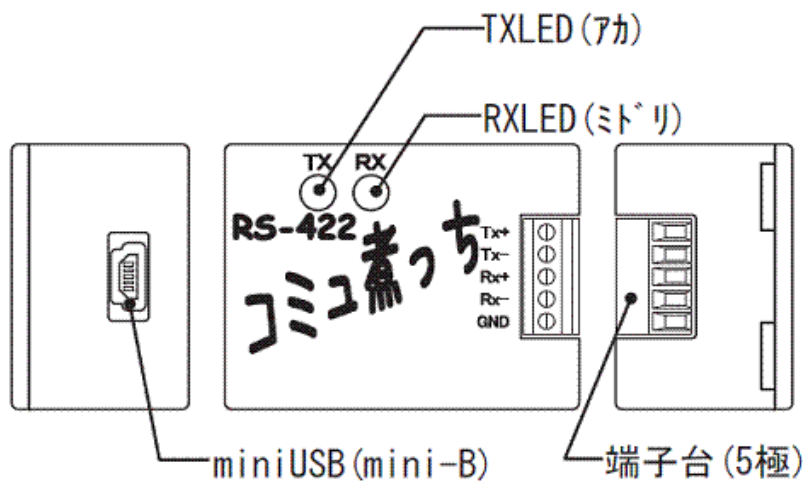 TXLED(ｱｶ)
RXLED(ﾐﾄﾞﾘ)
TX RX
RS-422
コミュ煮っち
Tx+
Tx-
Rx+
Rx-
GND
miniUSB(mini-B)
端子台(5極)